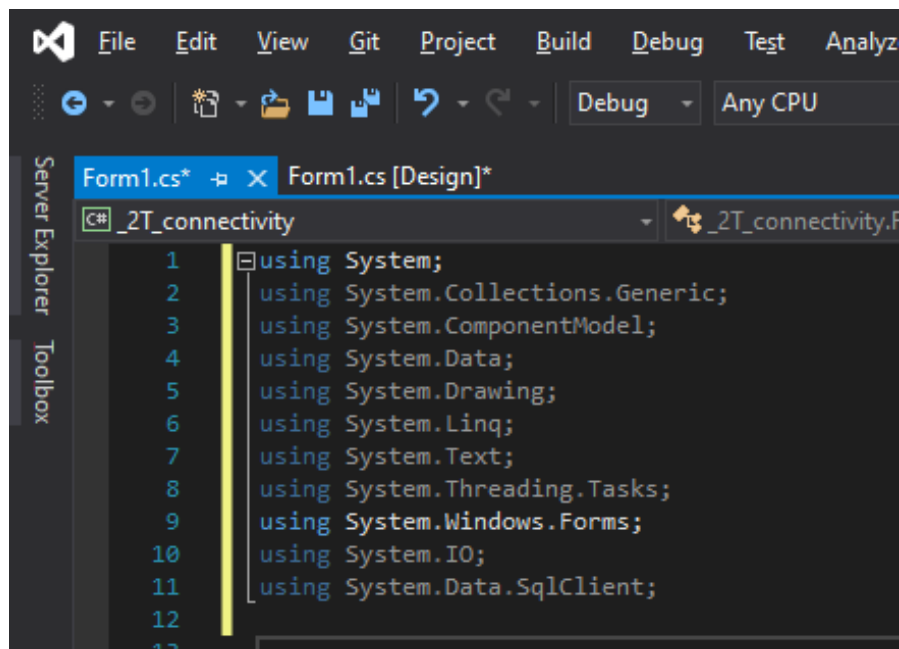 File Edit View Git Project Build Debug Test Analyz
Debug Any CPU
Server Explorer
Toolbox
Form1.cs* Form1.cs [Design]*
C# _2T_connectivity _2T_connectivity.F
1 using System;
2 using System.Collections.Generic;
3 using System.ComponentModel;
4 using System.Data;
5 using System.Drawing;
6 using System.Linq;
7 using System.Text;
8 using System.Threading.Tasks;
9 using System.Windows.Forms;
10 using System.IO;
11 using System.Data.SqlClient;
12
13